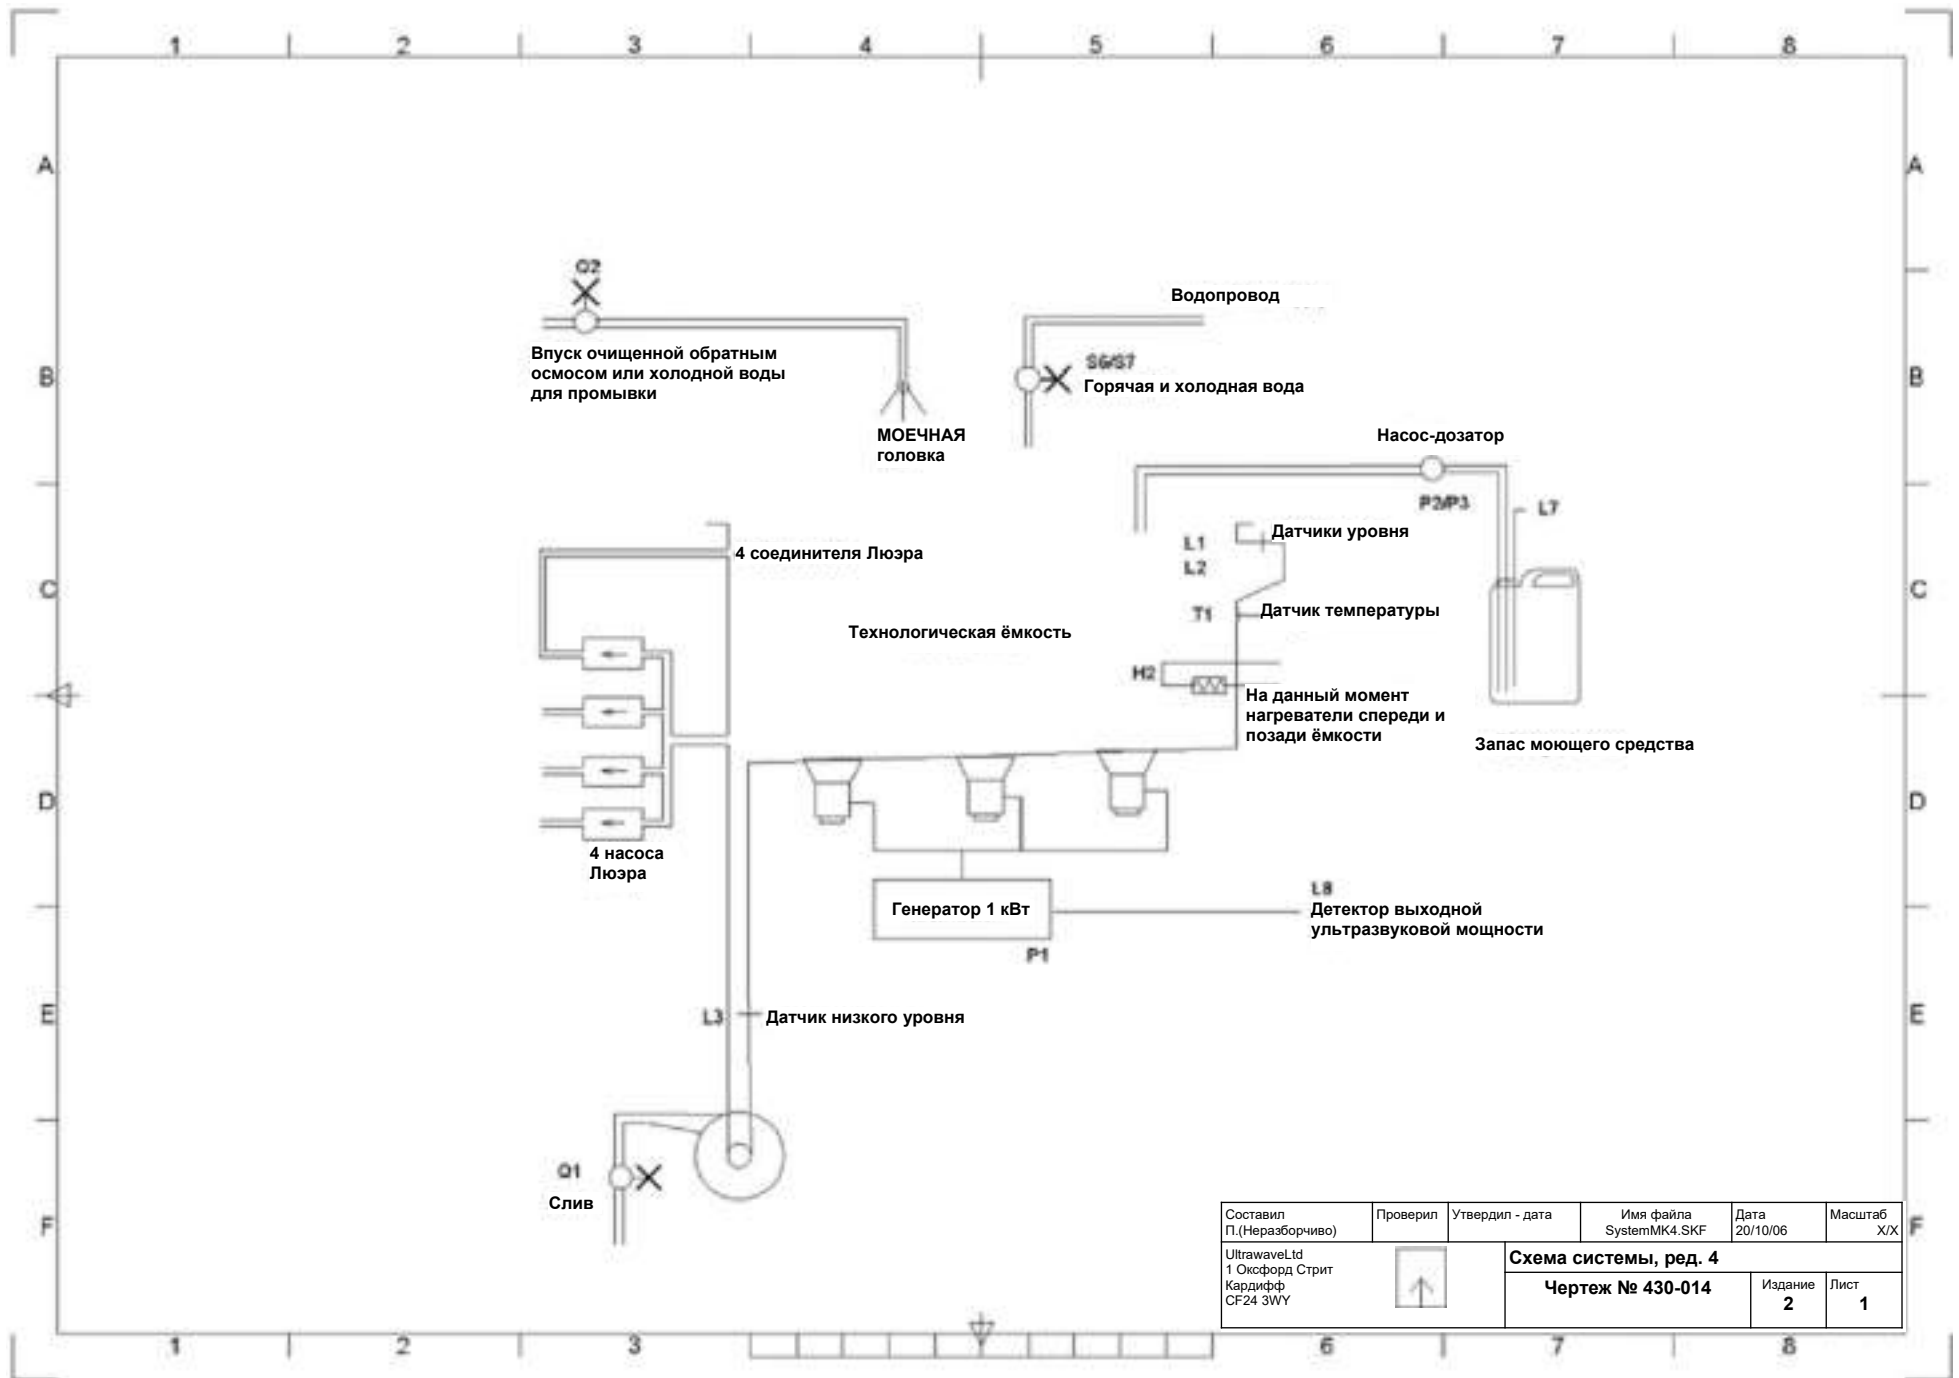 1 2 3 4 5 6 7 8
A A
Q2
Водопровод
Впуск очищенной обратным
осмосом или холодной воды
для промывки
S6/S7
Горячая и холодная вода
B B
МОЕЧНАЯ
головка
Насос-дозатор
P2/P3
L7
4 соединителя Люэра
L1
Датчики уровня
L2
C C
T1
Датчик температуры
Технологическая ёмкость
H2
На данный момент
нагреватели спереди и
позади ёмкости
Запас моющего средства
D D
4 насоса
Люэра
Генератор 1 кВт
L8
Детектор выходной
ультразвуковой мощности
P1
E E
L3
Датчик низкого уровня
Q1
Слив
F F
Составил
П.(Неразборчиво)
Проверил
Утвердил - дата
Имя файла
SystemMK4.SKF
Дата
20/10/06
Масштаб
X/X
UltrawaveLtd
1 Оксфорд Стрит
Кардифф
CF24 3WY
Схема системы, ред. 4
Чертеж № 430-014
Издание
2
Лист
1
1 2 3 6 7 8